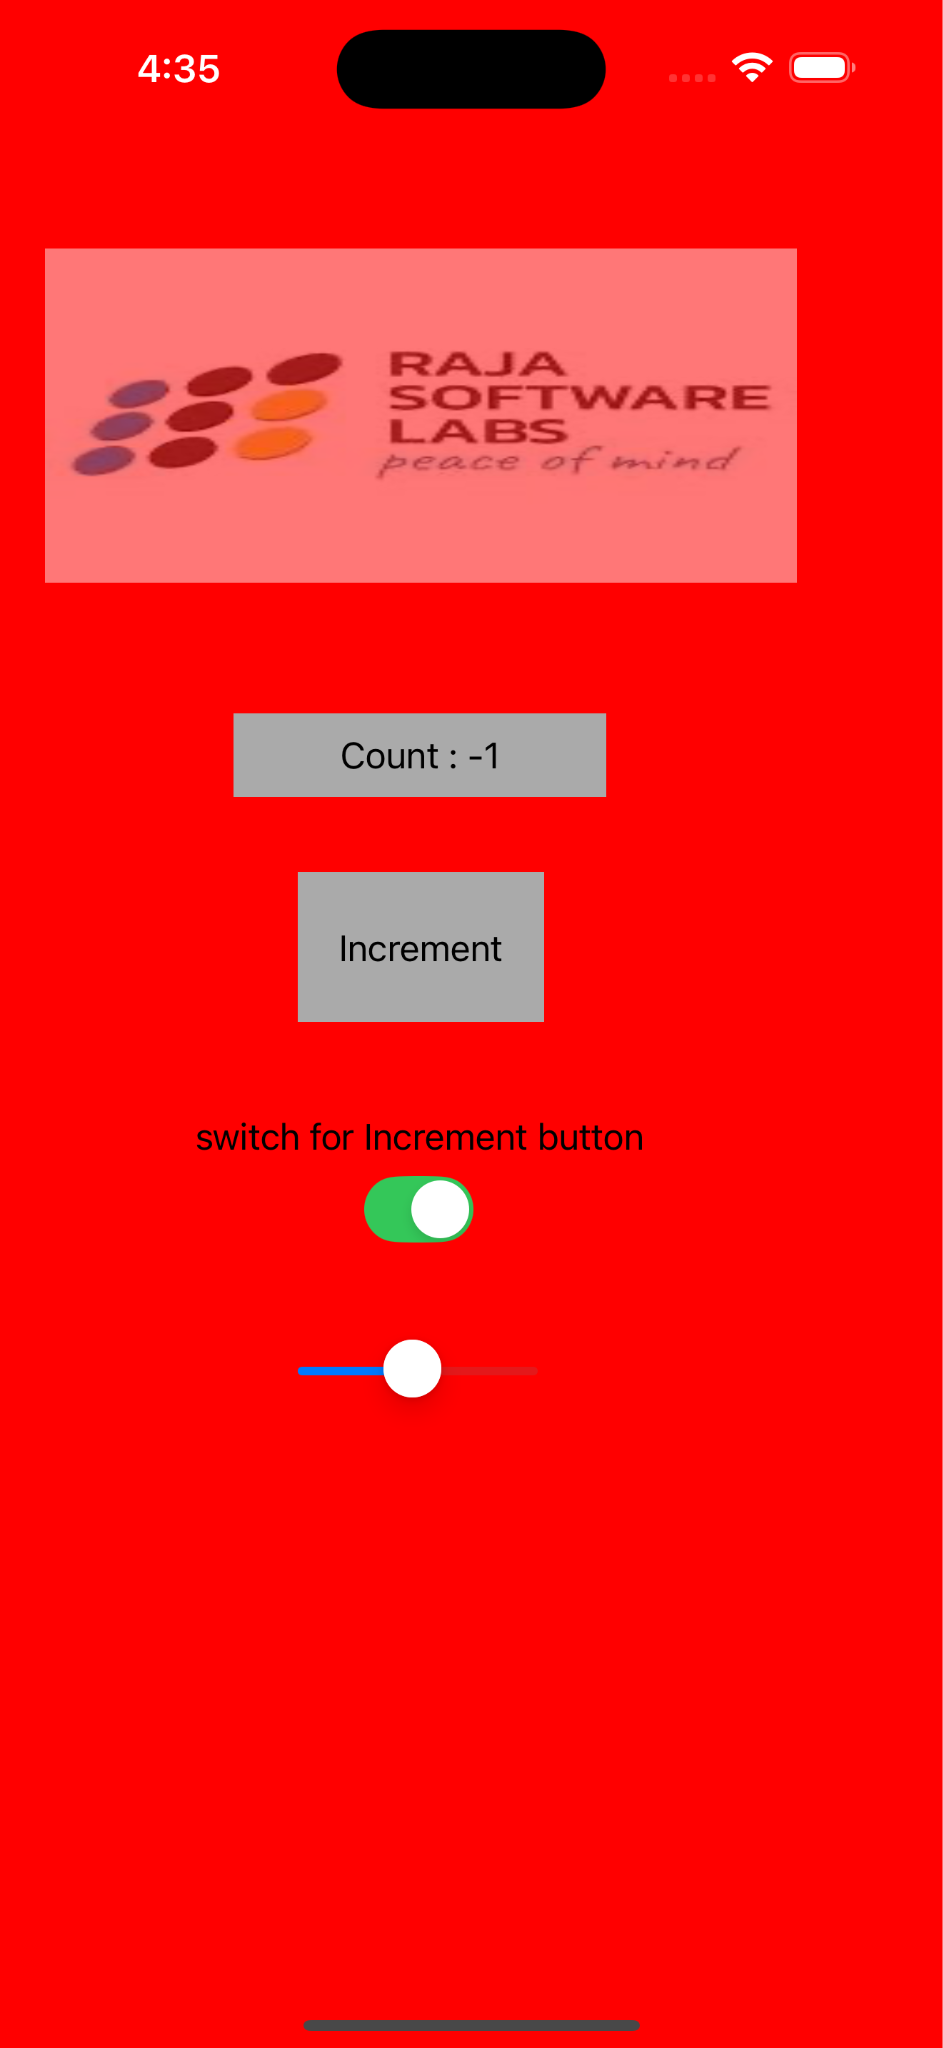 4:35
RAJA
SOFTWARE
LABS
peace of mind
Count : -1
Increment
switch for Increment button